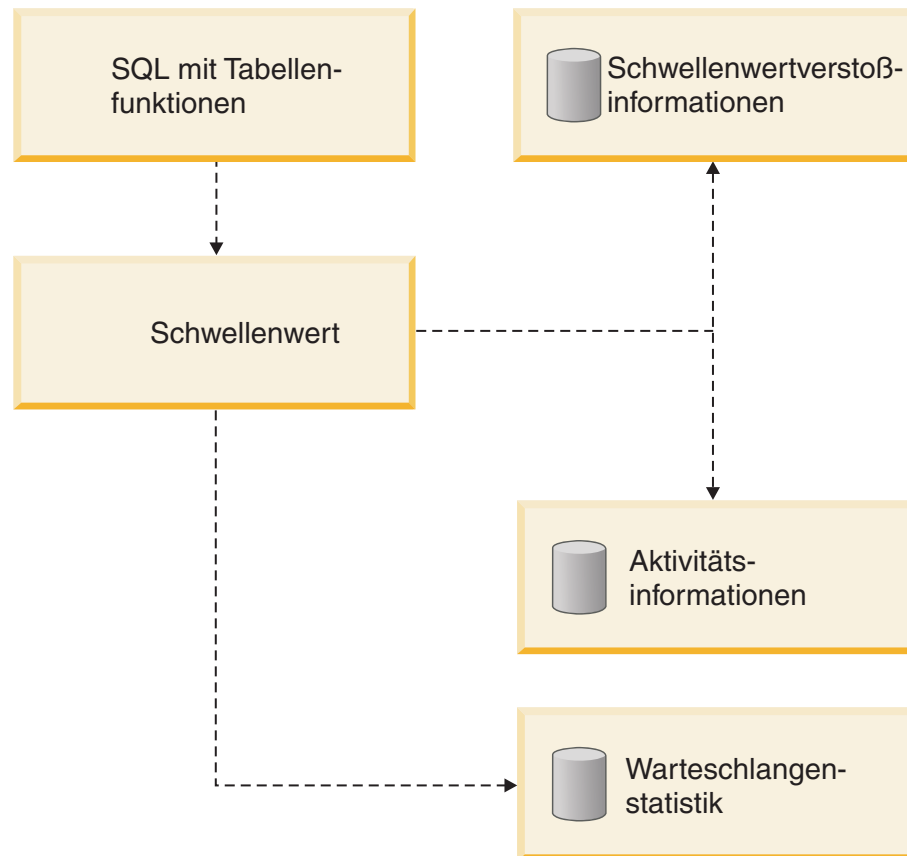 SQL mit Tabellen-
funktionen
Schwellenwertverstoß-
informationen
Schwellenwert
Aktivitäts-
informationen
Warteschlangen-
statistik